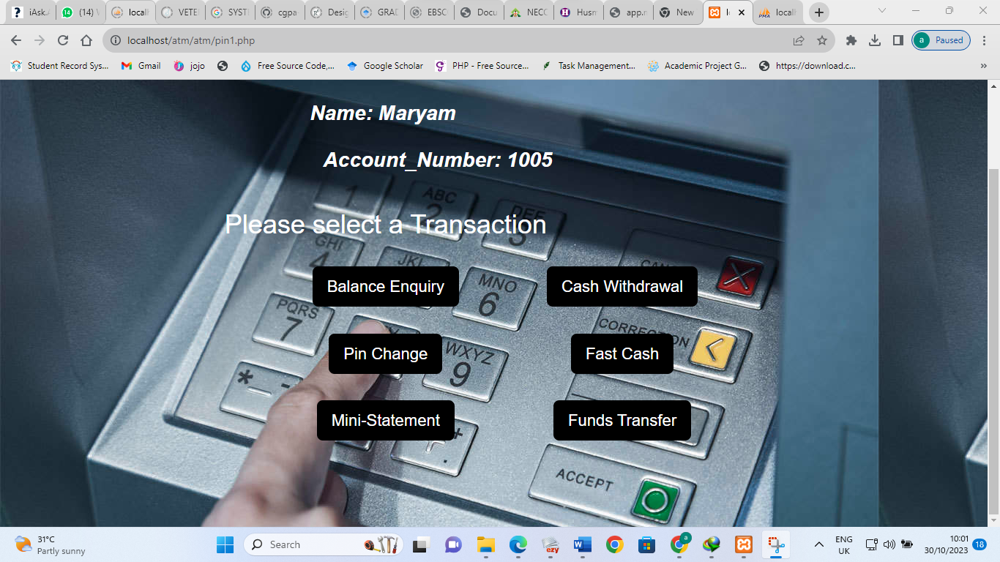 iAsk.
(14)
local
VETE
SYST
cgpa
Desig
GRAD
EBSC
Docu
NECC
Husm
app.r
New
local
localhost/atm/atm/pin1.php
a Paused
Student Record Sys...
Gmail
jojo
Free Source Code,...
Google Scholar
PHP - Free Source...
Task Management...
Academic Project G...
https://download.c...
Name: Maryam
Account_Number: 1005
1
ABC
2
DEF
3
Please select a Transaction
GHI
4
JKL
MNO
6
Balance Enquiry
Cash Withdrawal
PQRS
7
WXYZ
9
Pin Change
Fast Cash
Mini-Statement
Funds Transfer
ACCEPT
31°C
Partly sunny
Search
ezy
ENG
UK
10:01
30/10/2023
18